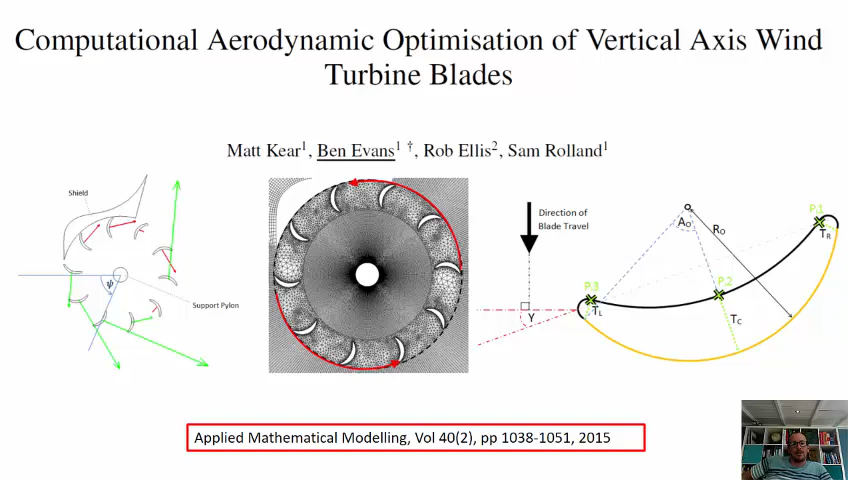 Computational Aerodynamic Optimisation of Vertical Axis Wind
Turbine Blades
Matt Kear¹, Ben Evans¹ †, Rob Ellis², Sam Rolland¹
Shield
Ψ
Support Pylon
Direction of
Blade Travel
γ
P.1
T_R
A_O
R_O
P.2
P.3
T_L
T_C
Applied Mathematical Modelling, Vol 40(2), pp 1038-1051, 2015